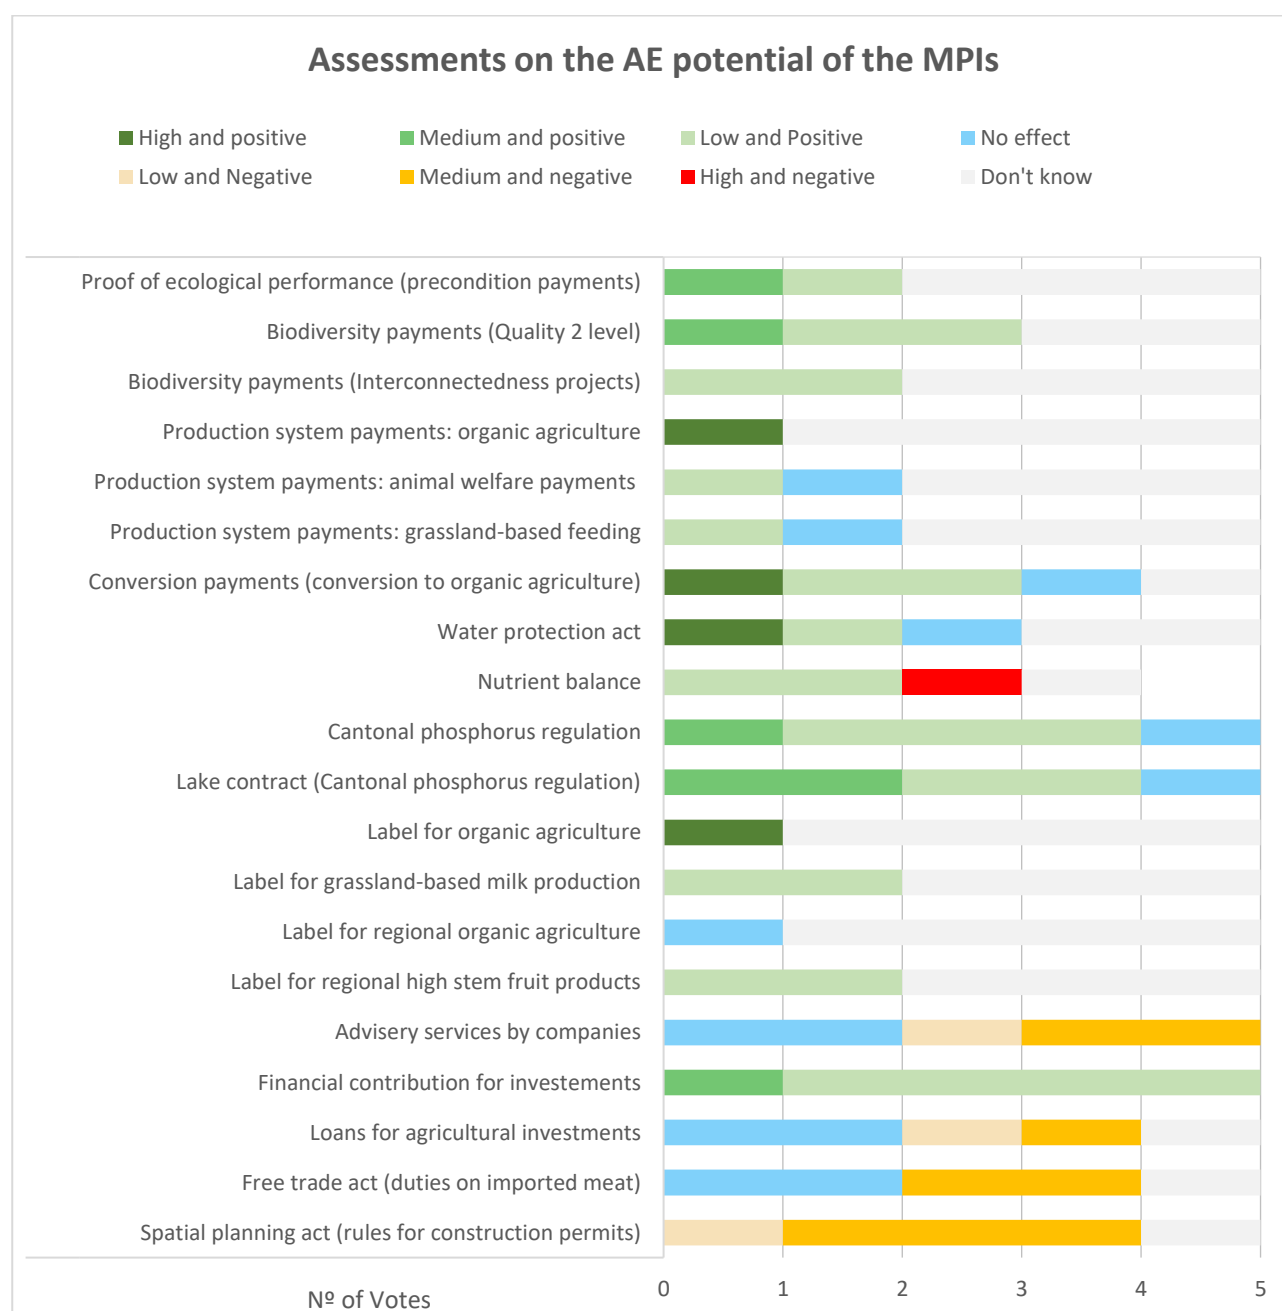 Assessments on the AE potential of the MPIs
High and positive Medium and positive Low and Positive No effect
Low and Negative Medium and negative High and negative Don't know
Proof of ecological performance (precondition payments)
Biodiversity payments (Quality 2 level)
Biodiversity payments (Interconnectedness projects)
Production system payments: organic agriculture
Production system payments: animal welfare payments
Production system payments: grassland-based feeding
Conversion payments (conversion to organic agriculture)
Water protection act
Nutrient balance
Cantonal phosphorus regulation
Lake contract (Cantonal phosphorus regulation)
Label for organic agriculture
Label for grassland-based milk production
Label for regional organic agriculture
Label for regional high stem fruit products
Advisery services by companies
Financial contribution for investements
Loans for agricultural investments
Free trade act (duties on imported meat)
Spatial planning act (rules for construction permits)
0 1 2 3 4 5
Nº of Votes